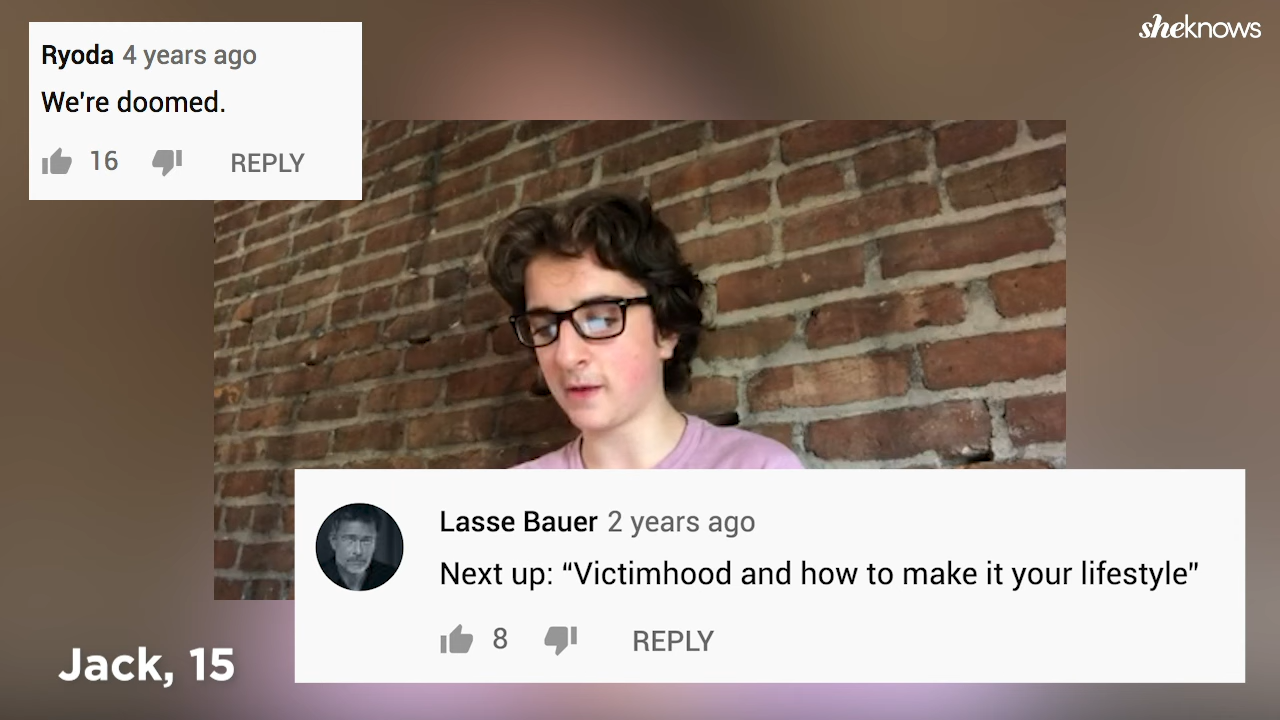 Ryoda 4 years ago
We're doomed.
16 REPLY
sheknows
Lasse Bauer 2 years ago
Next up: “Victimhood and how to make it your lifestyle”
8 REPLY
Jack, 15